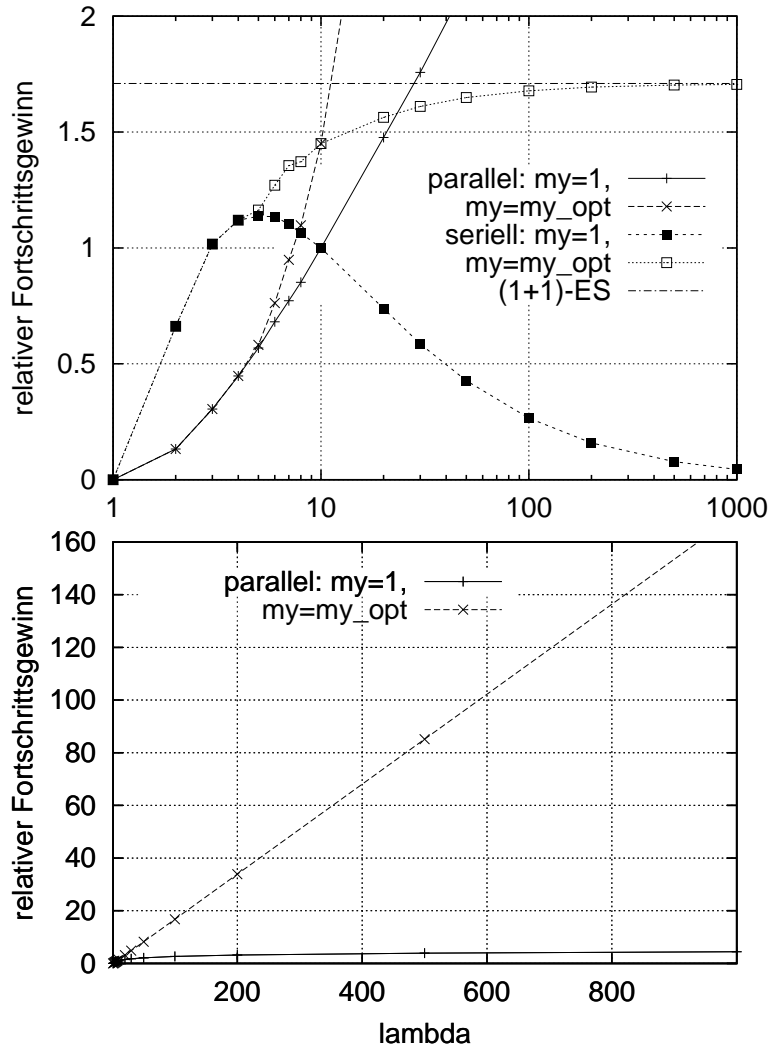 relativer Fortschrittsgewinn
2
1.5
1
0.5
0
parallel: my=1,
my=my_opt
seriell: my=1,
my=my_opt
(1+1)-ES
1
10
100
1000
relativer Fortschrittsgewinn
160
140
120
100
80
60
40
20
0
parallel: my=1,
my=my_opt
200
400
600
800
lambda